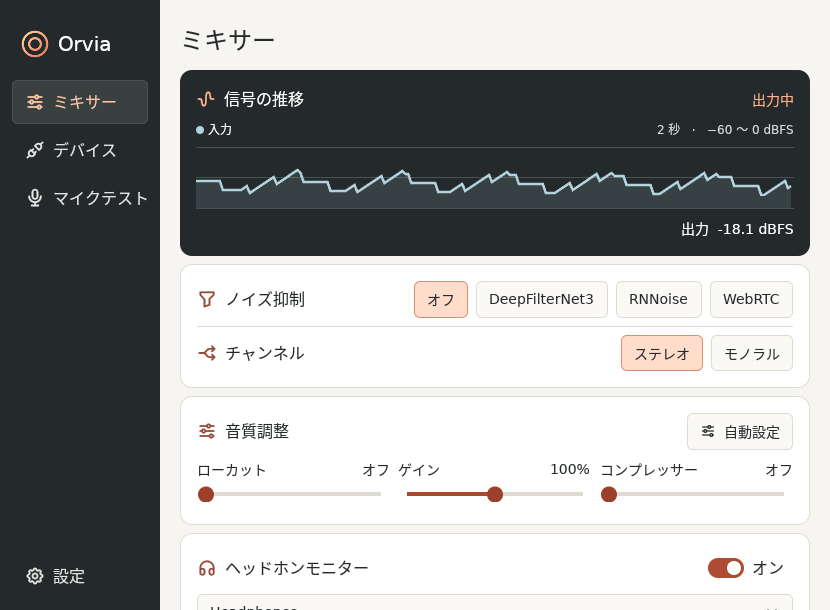 Orvia
ミキサー
デバイス
マイクテスト
設定
ミキサー
信号の推移 出力中
入力 2 秒 · −60 〜 0 dBFS
出力 -18.1 dBFS
ノイズ抑制 オフ DeepFilterNet3 RNNoise WebRTC
チャンネル ステレオ モノラル
音質調整 自動設定
ローカット オフ ゲイン 100% コンプレッサー オフ
ヘッドホンモニター オン
Headphones